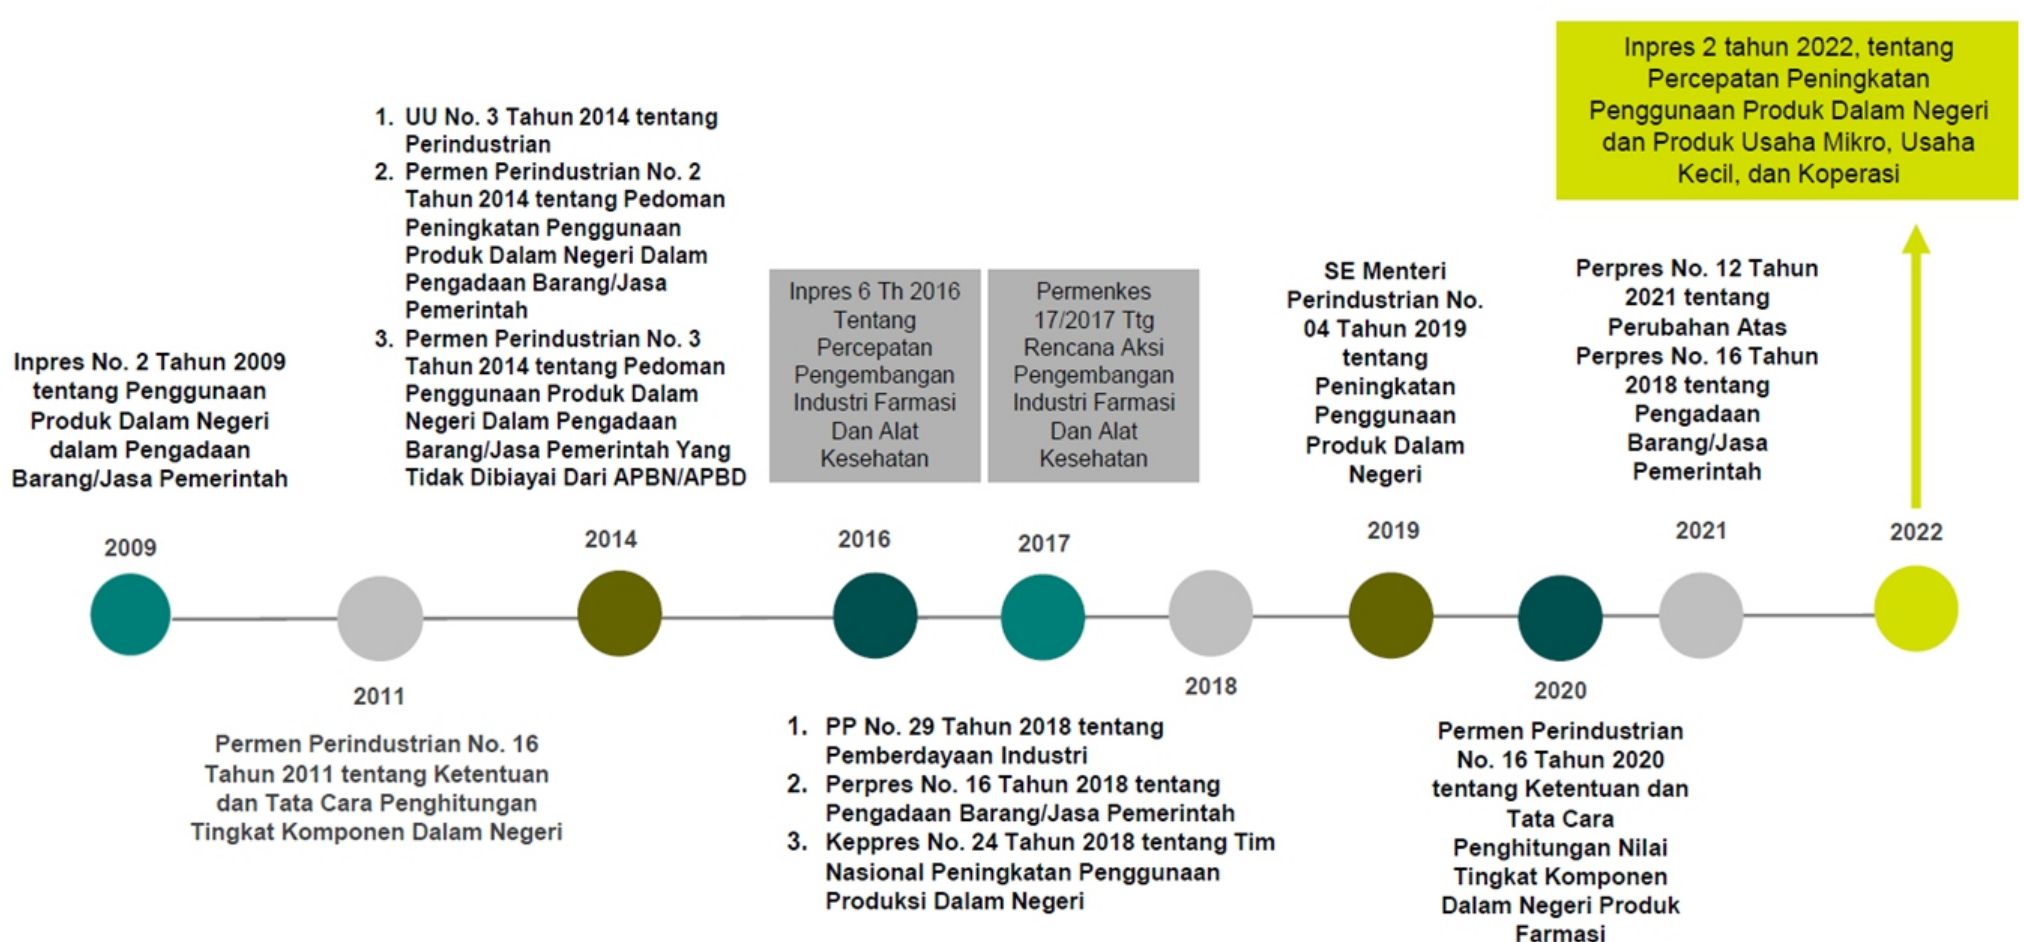 Inpres No. 2 Tahun 2009
tentang Penggunaan
Produk Dalam Negeri
dalam Pengadaan
Barang/Jasa Pemerintah
2009
2011
Permen Perindustrian No. 16
Tahun 2011 tentang Ketentuan
dan Tata Cara Penghitungan
Tingkat Komponen Dalam Negeri
1. UU No. 3 Tahun 2014 tentang
Perindustrian
2. Permen Perindustrian No. 2
Tahun 2014 tentang Pedoman
Peningkatan Penggunaan
Produk Dalam Negeri Dalam
Pengadaan Barang/Jasa
Pemerintah
3. Permen Perindustrian No. 3
Tahun 2014 tentang Pedoman
Penggunaan Produk Dalam
Negeri Dalam Pengadaan
Barang/Jasa Pemerintah Yang
Tidak Dibiayai Dari APBN/APBD
2014
Inpres 6 Th 2016
Tentang
Percepatan
Pengembangan
Industri Farmasi
Dan Alat
Kesehatan
2016
Permenkes
17/2017 Ttg
Rencana Aksi
Pengembangan
Industri Farmasi
Dan Alat
Kesehatan
2017
2018
1. PP No. 29 Tahun 2018 tentang
Pemberdayaan Industri
2. Perpres No. 16 Tahun 2018 tentang
Pengadaan Barang/Jasa Pemerintah
3. Keppres No. 24 Tahun 2018 tentang Tim
Nasional Peningkatan Penggunaan
Produksi Dalam Negeri
SE Menteri
Perindustrian No.
04 Tahun 2019
tentang
Peningkatan
Penggunaan
Produk Dalam
Negeri
2019
2020
Permen Perindustrian
No. 16 Tahun 2020
tentang Ketentuan dan
Tata Cara
Penghitungan Nilai
Tingkat Komponen
Dalam Negeri Produk
Farmasi
Perpres No. 12 Tahun
2021 tentang
Perubahan Atas
Perpres No. 16 Tahun
2018 tentang
Pengadaan
Barang/Jasa
Pemerintah
2021
Inpres 2 tahun 2022, tentang
Percepatan Peningkatan
Penggunaan Produk Dalam Negeri
dan Produk Usaha Mikro, Usaha
Kecil, dan Koperasi
2022